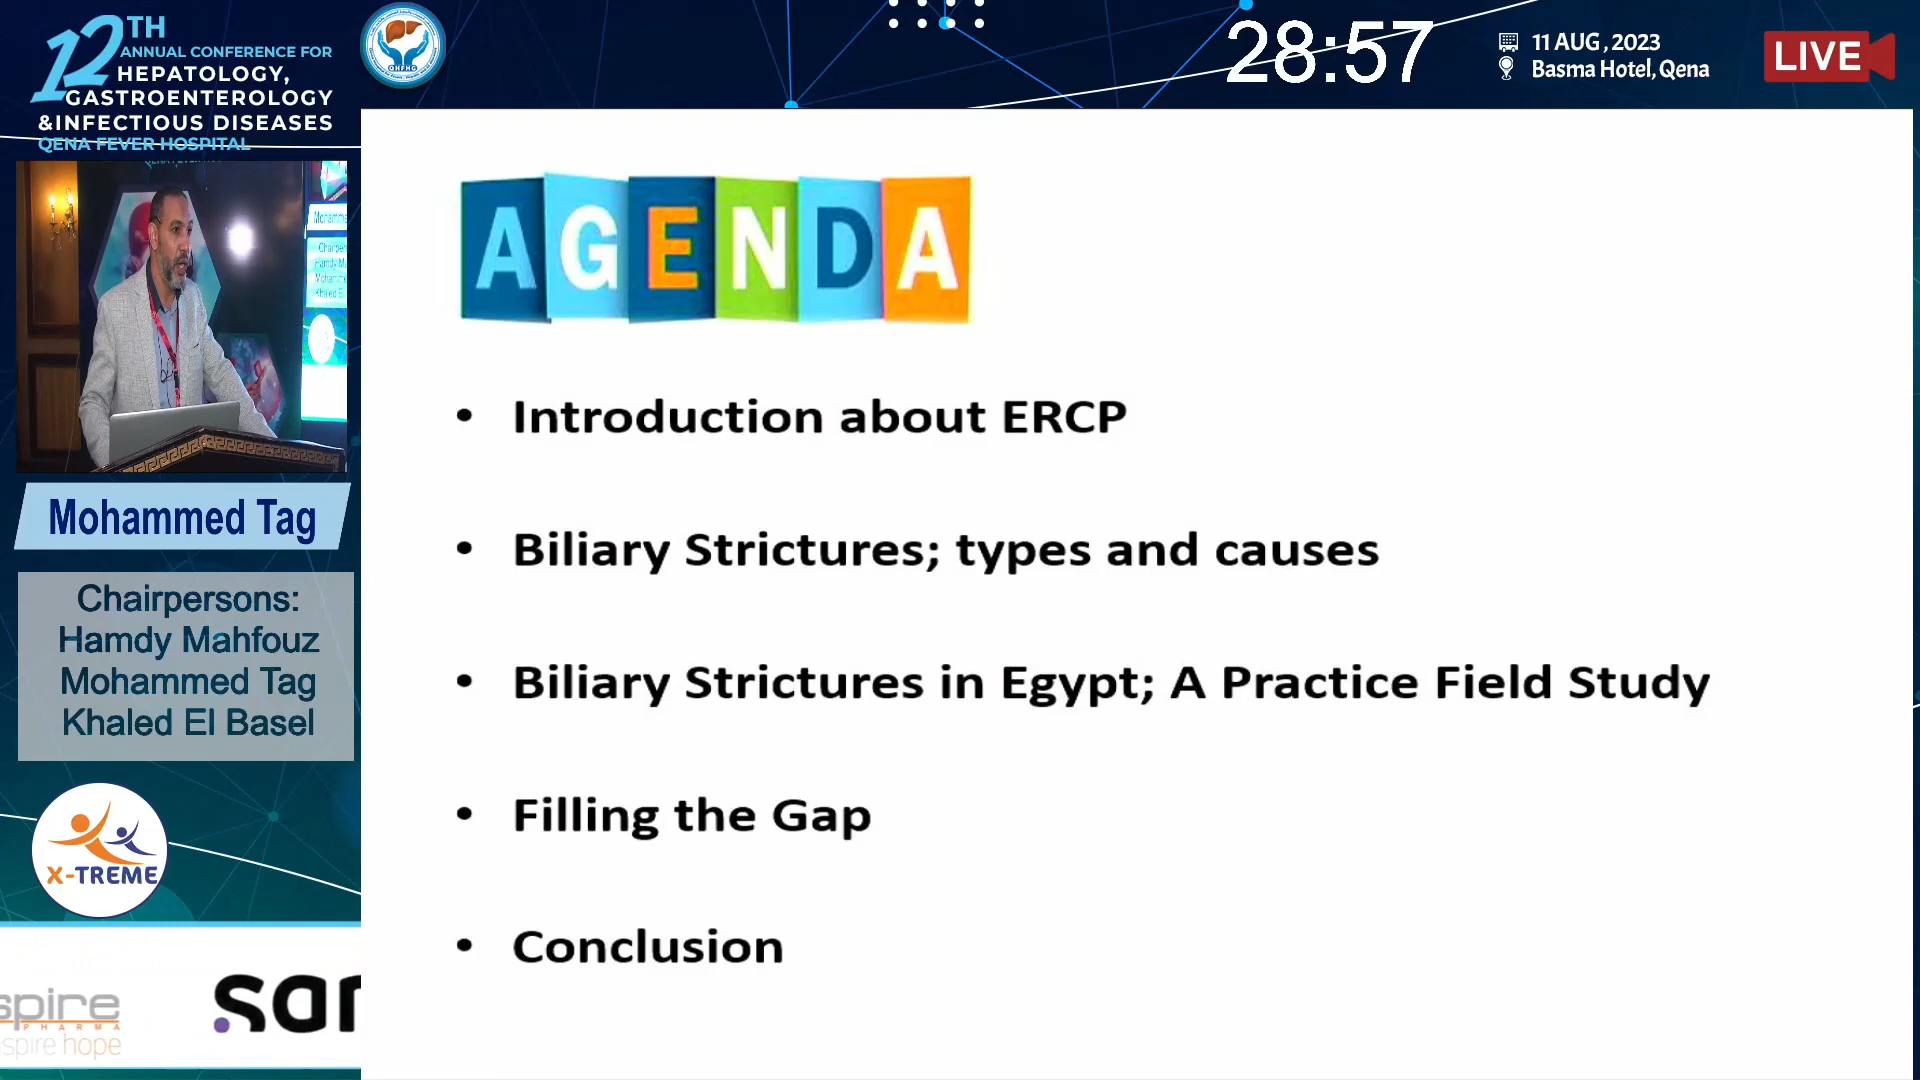 12TH
ANNUAL CONFERENCE FOR
HEPATOLOGY,
GASTROENTEROLOGY
&INFECTIOUS DISEASES
QENA FEVER HOSPITAL
QHFHG
28:57
11 AUG, 2023
Basma Hotel, Qena
LIVE
AGENDA
• Introduction about ERCP
• Biliary Strictures; types and causes
• Biliary Strictures in Egypt; A Practice Field Study
• Filling the Gap
• Conclusion
Mohammed Tag
Chairpersons:
Hamdy Mahfouz
Mohammed Tag
Khaled El Basel
X-TREME
spire
PHARMA
spire hope
sar